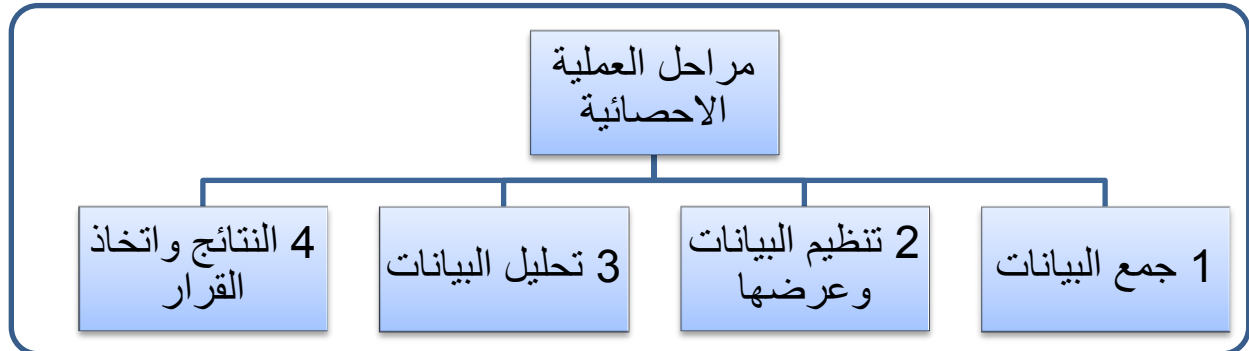 مراحل العملية
الاحصائية
1 جمع البيانات
2 تنظيم البيانات
وعرضها
3 تحليل البيانات
4 النتائج واتخاذ
القرار